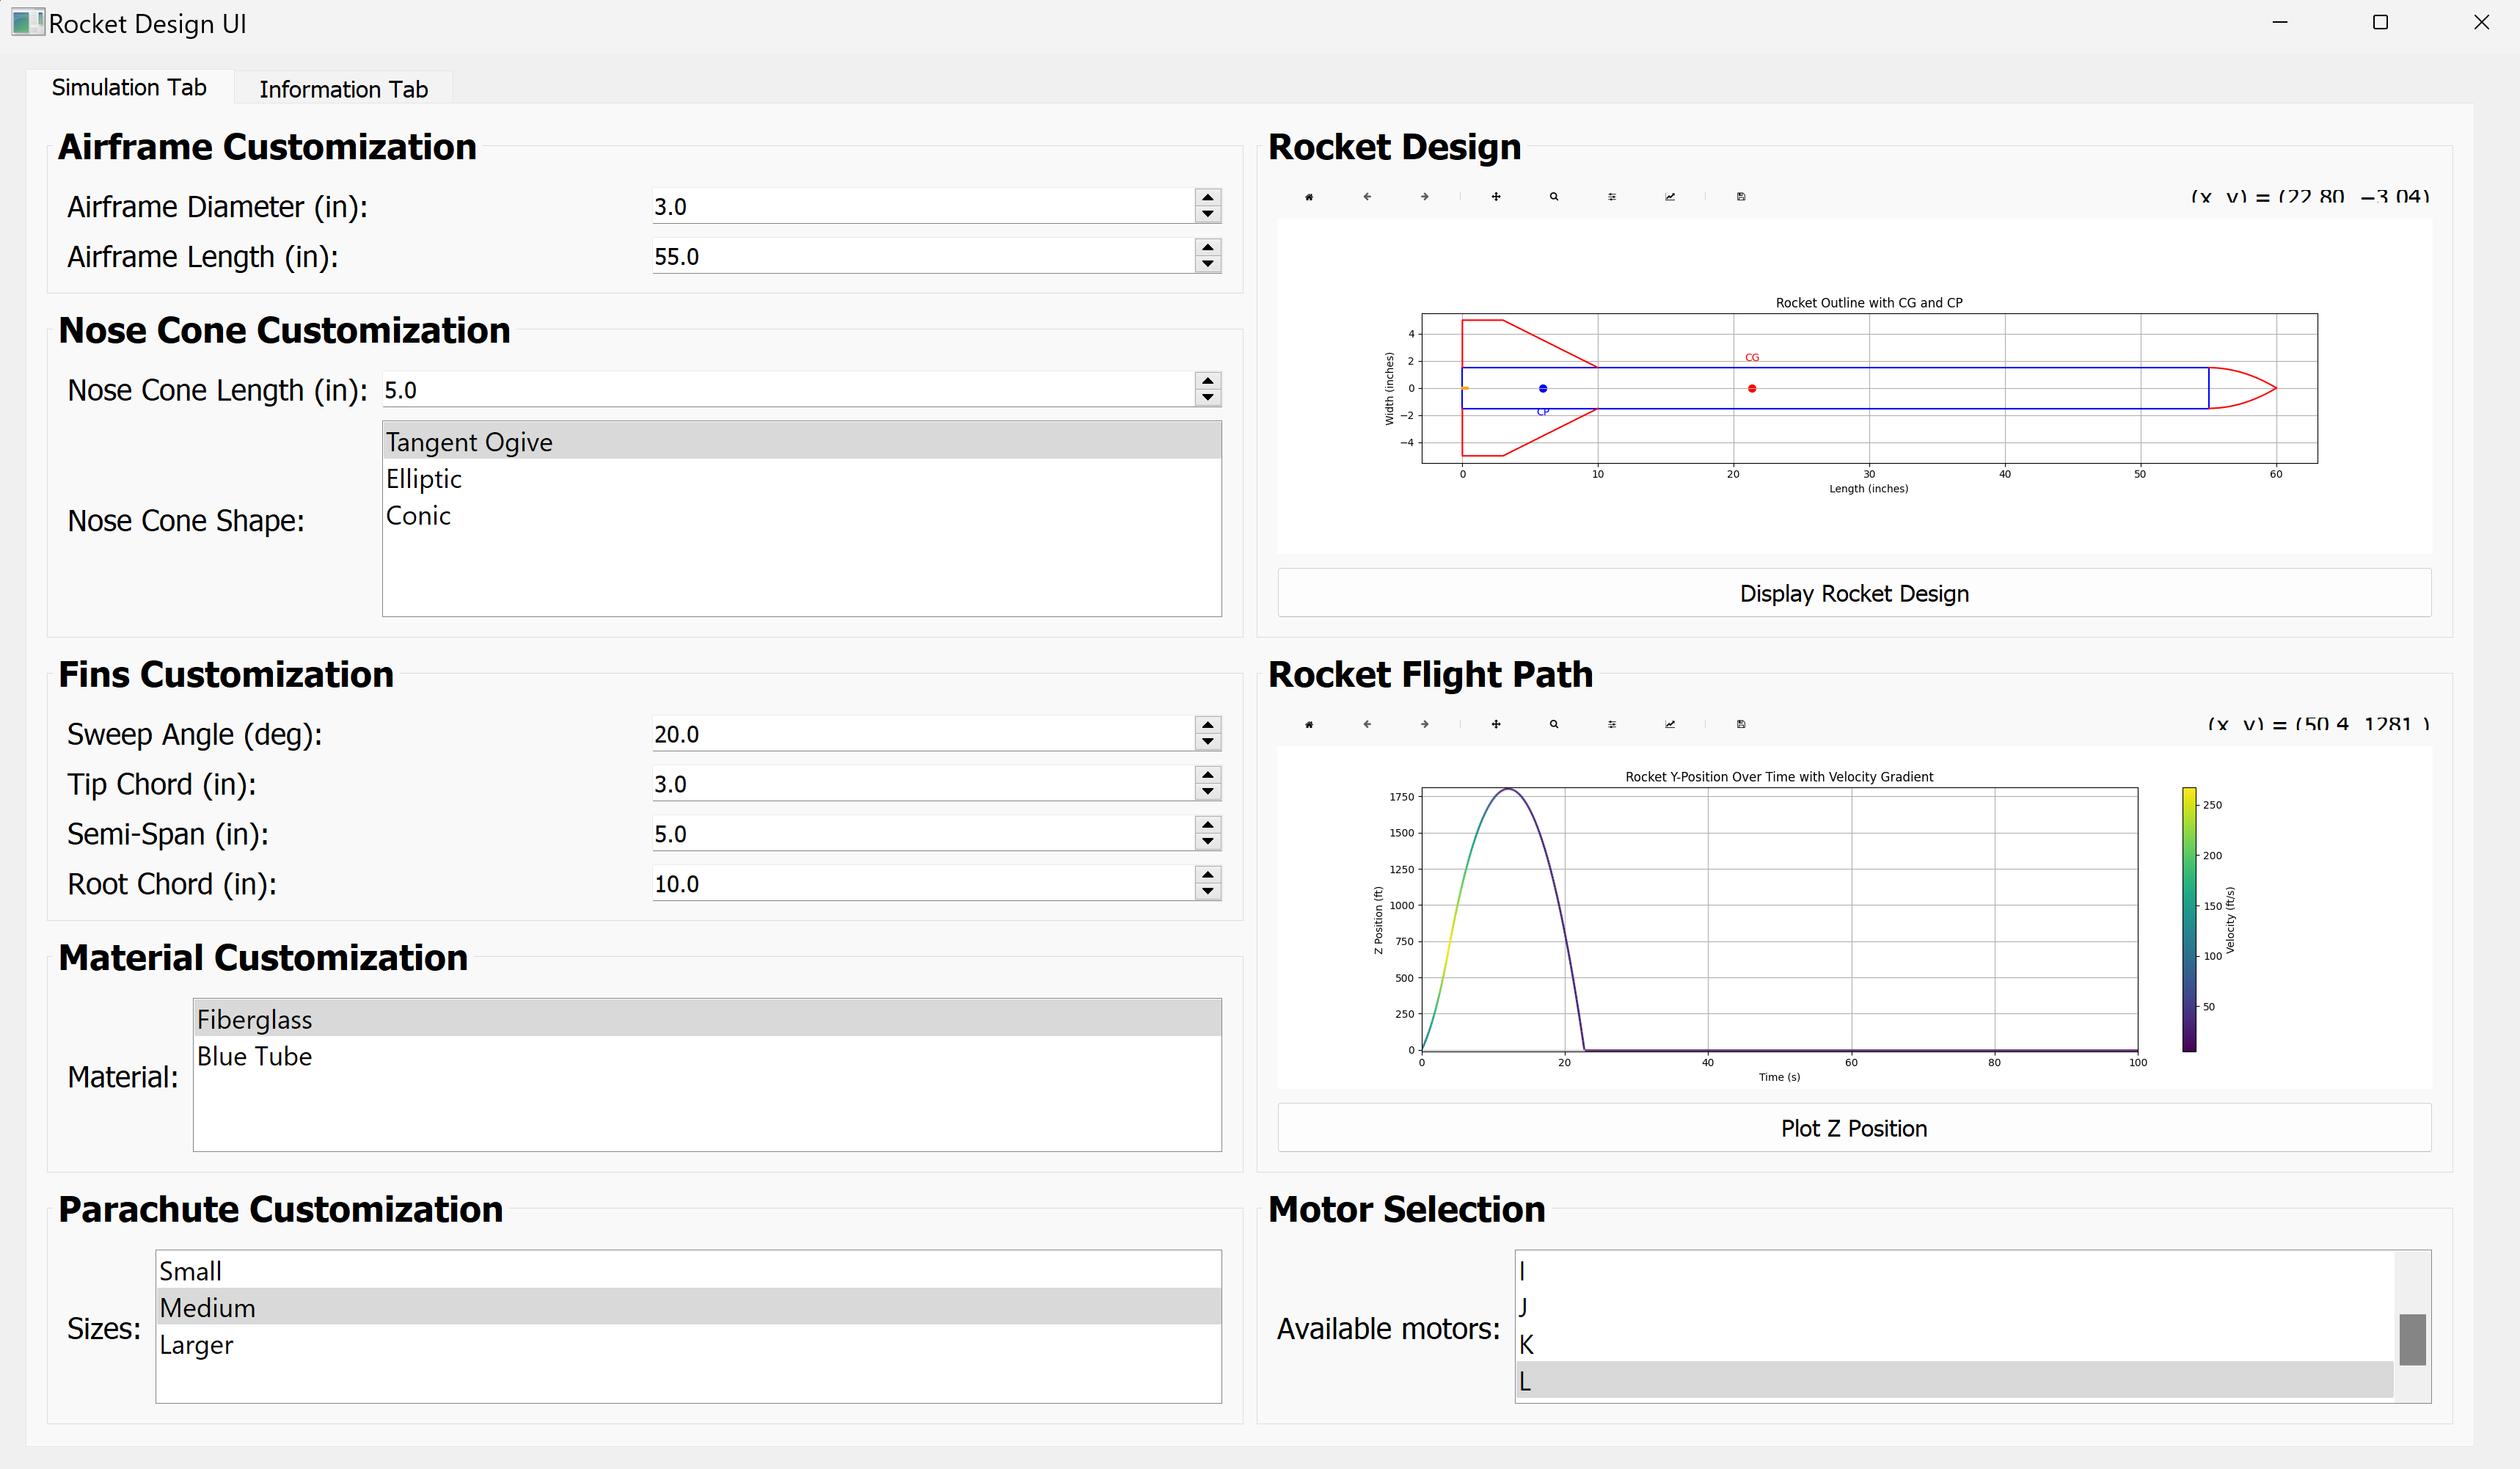 Rocket Design UI
Simulation Tab
Information Tab
Airframe Customization
Airframe Diameter (in):
3.0
Airframe Length (in):
55.0
Nose Cone Customization
Nose Cone Length (in):
5.0
Nose Cone Shape:
Tangent Ogive
Elliptic
Conic
Fins Customization
Sweep Angle (deg):
20.0
Tip Chord (in):
3.0
Semi-Span (in):
5.0
Root Chord (in):
10.0
Material Customization
Material:
Fiberglass
Blue Tube
Parachute Customization
Sizes:
Small
Medium
Larger
Rocket Design
(x y) = (22 80 −3 04)
Rocket Outline with CG and CP
Width (inches)
4
2
0
−2
−4
CG
CP
0 10 20 30 40 50 60
Length (inches)
Display Rocket Design
Rocket Flight Path
(x y) = (50 4 1281 )
Rocket Y-Position Over Time with Velocity Gradient
Z Position (ft)
1750
1500
1250
1000
750
500
250
0
0 20 40 60 80 100
Time (s)
250
200
150
100
50
Velocity (ft/s)
Plot Z Position
Motor Selection
Available motors:
I
J
K
L